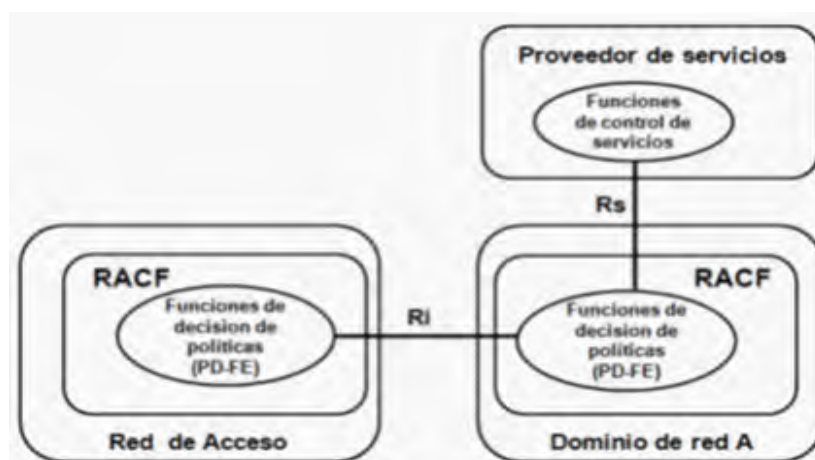 Proveedor de servicios
Funciones
de control de
servicios
Rs
RACF
Funciones de
decision de
políticas
(PD-FE)
Red de Acceso
Ri
RACF
Funciones de
decision de
políticas
(PD-FE)
Dominio de red A